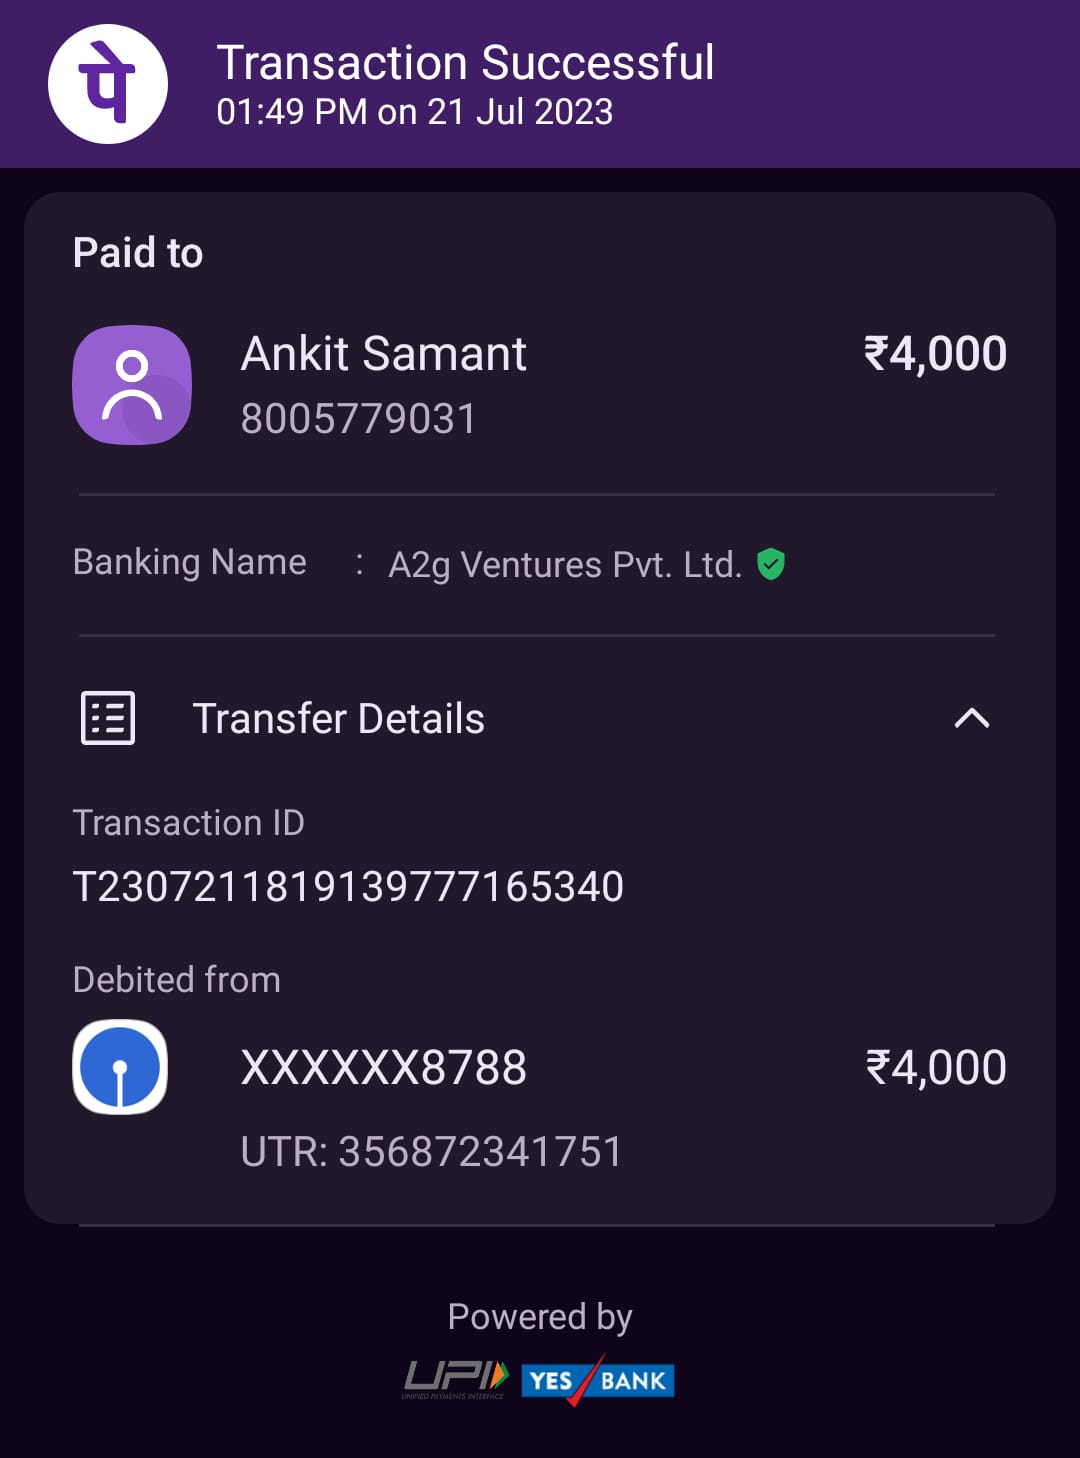 पे
Transaction Successful
01:49 PM on 21 Jul 2023
Paid to
Ankit Samant
₹4,000
8005779031
Banking Name : A2g Ventures Pvt. Ltd.
Transfer Details
Transaction ID
T2307211819139777165340
Debited from
XXXXXX8788
₹4,000
UTR: 356872341751
Powered by
UPI
UNIFIED PAYMENTS INTERFACE
YES BANK